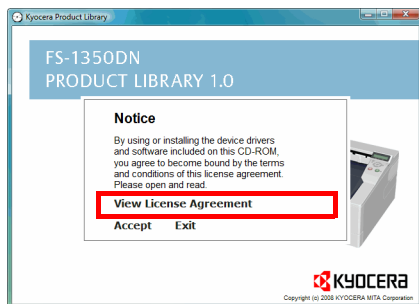 Kyocera Product Library
FS-1350DN
PRODUCT LIBRARY 1.0
Notice
By using or installing the device drivers
and software included on this CD-ROM,
you agree to become bound by the terms
and conditions of this license agreement.
Please open and read.
View License Agreement
Accept Exit
KYOCERA
Copyright (c) 2008 KYOCERA MITA Corporation